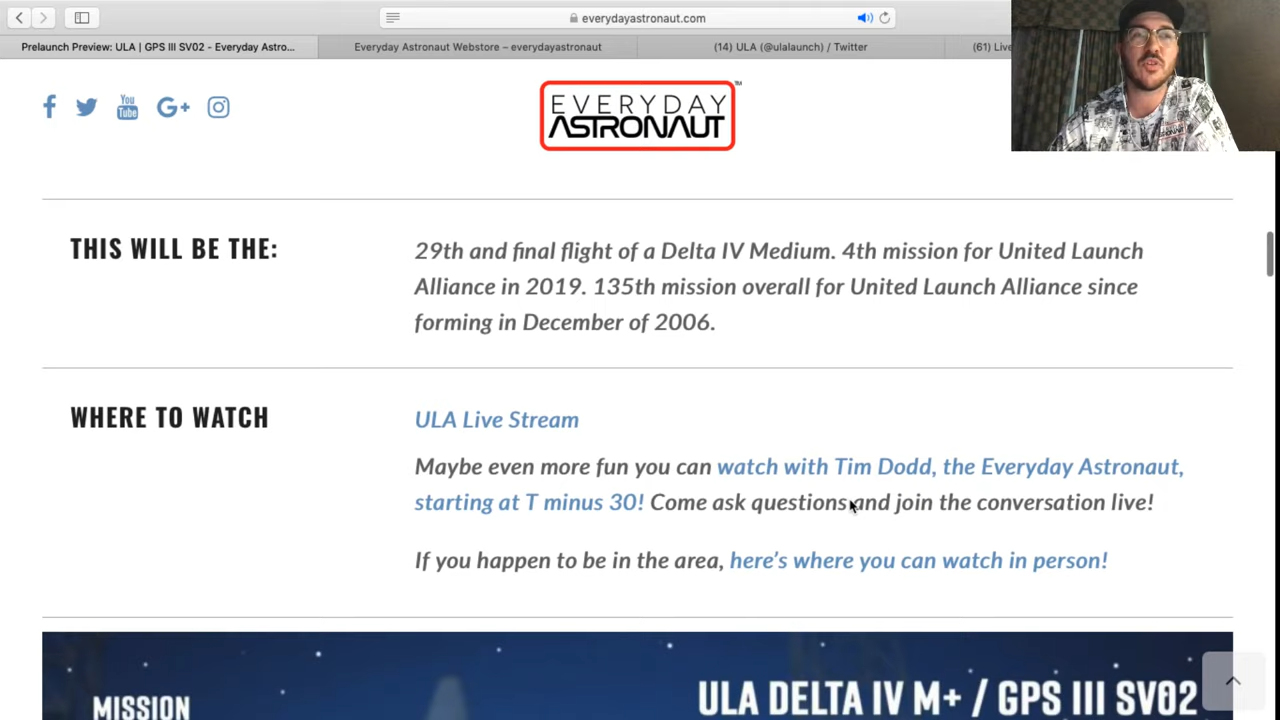 everydayastronaut.com
Prelaunch Preview: ULA | GPS III SV02 - Everyday Astro...
Everyday Astronaut Webstore – everydayastronaut
(14) ULA (@ulalaunch) / Twitter
(61) Live
You
Tube
G+
EVERYDAY
ASTRONAUT
TM
THIS WILL BE THE:
29th and final flight of a Delta IV Medium. 4th mission for United Launch
Alliance in 2019. 135th mission overall for United Launch Alliance since
forming in December of 2006.
WHERE TO WATCH
ULA Live Stream
Maybe even more fun you can watch with Tim Dodd, the Everyday Astronaut,
starting at T minus 30! Come ask questions and join the conversation live!
If you happen to be in the area, here's where you can watch in person!
MISSION
ULA DELTA IV M+ / GPS III SV02